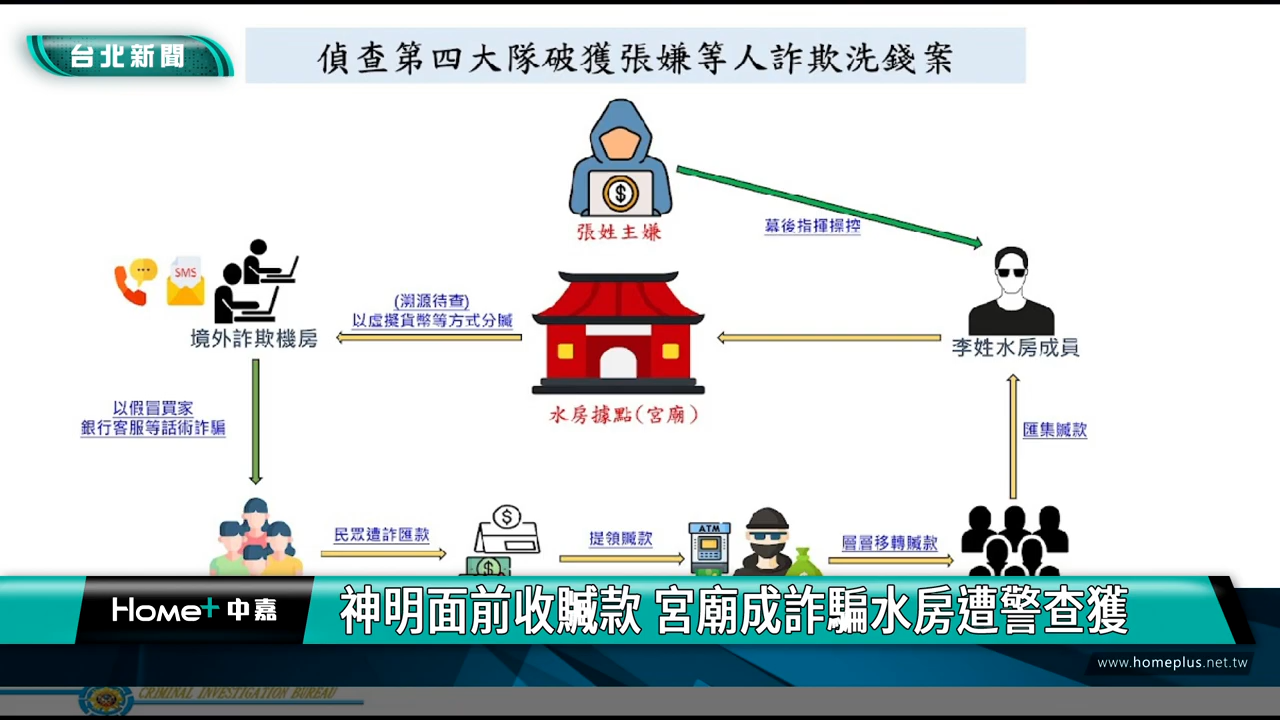 台北新聞
偵查第四大隊破獲張嫌等人詐欺洗錢案
張姓主嫌
幕後指揮操控
SMS
(溯源待查)
以虛擬貨幣等方式分贓
境外詐欺機房
李姓水房成員
水房據點(宮廟)
以假冒買家
銀行客服等話術詐騙
匯集贓款
民眾遭詐匯款
提領贓款
ATM
層層移轉贓款
Home+中嘉
神明面前收贓款 宮廟成詐騙水房遭警查獲
www.homeplus.net.tw
CRIMINAL INVESTIGATION BUREAU